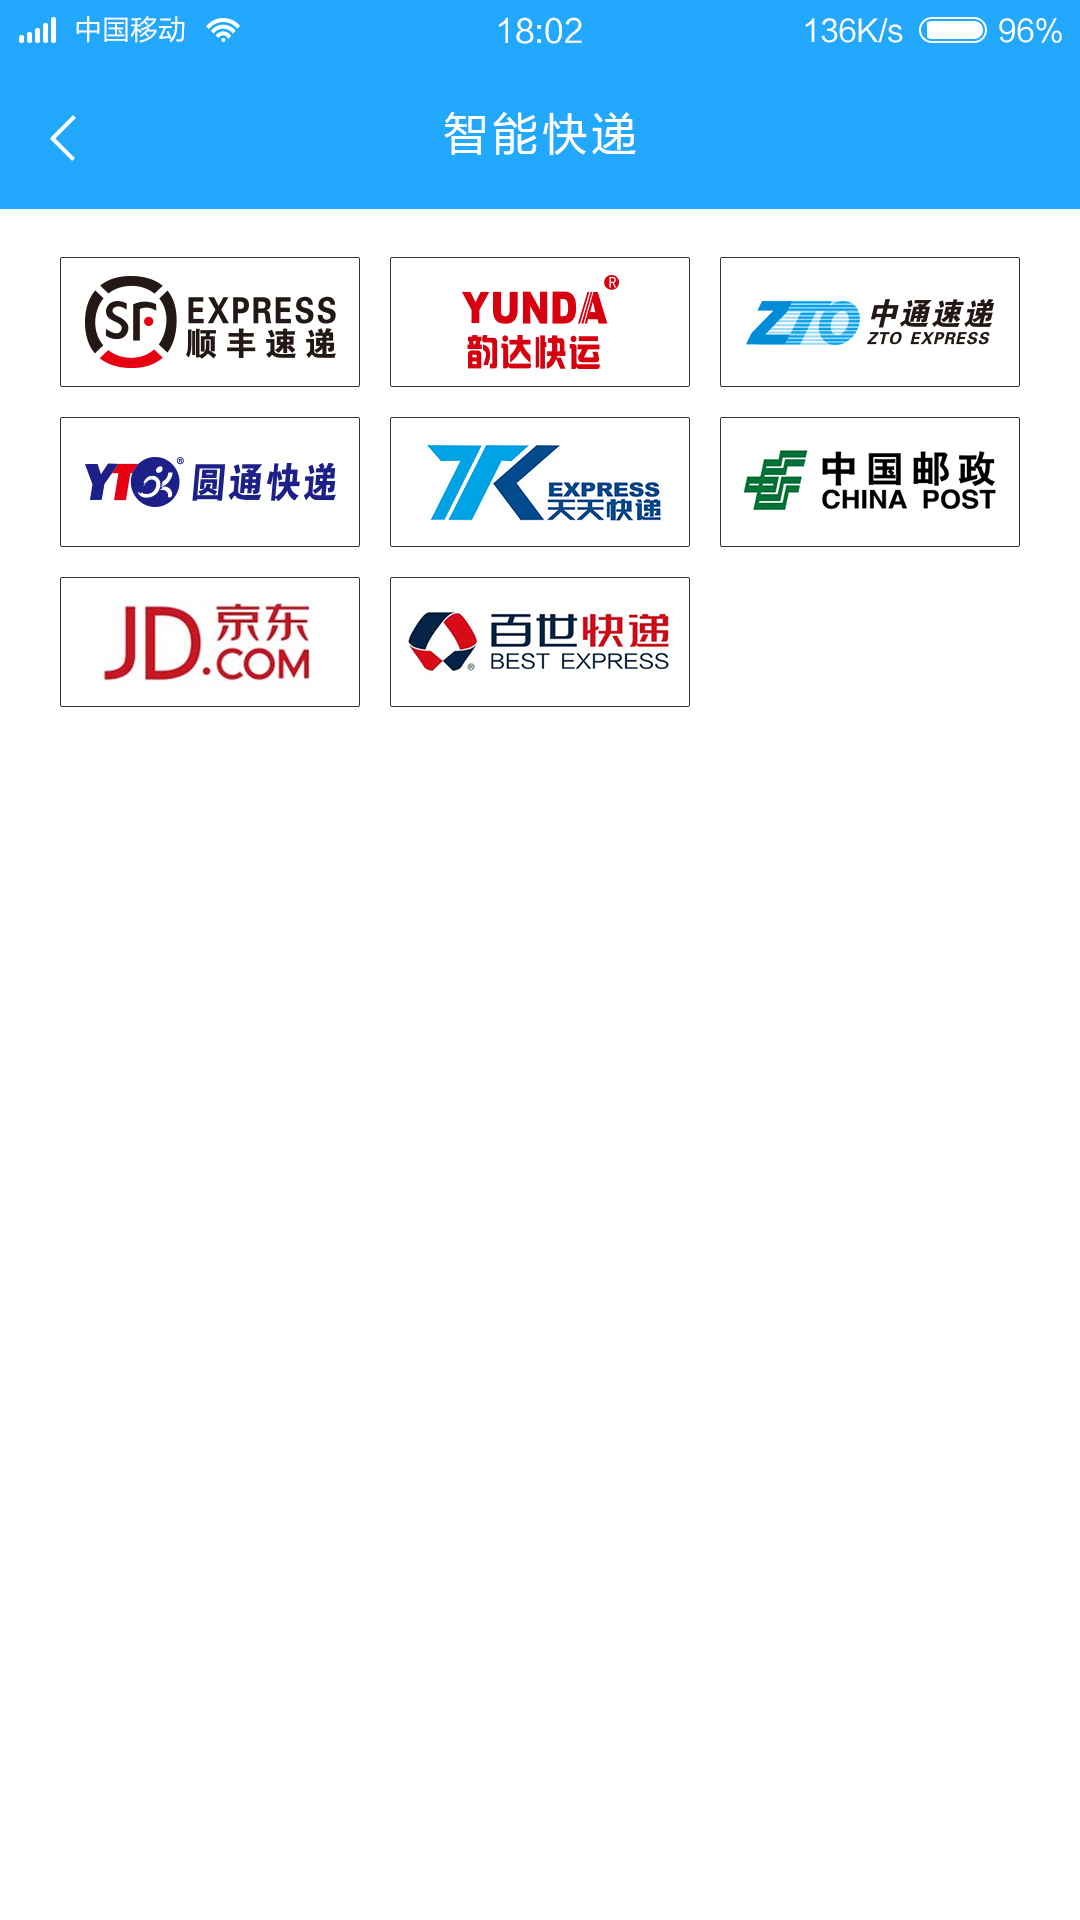 中国移动 18:02 136K/s 96%
智能快递
SF EXPRESS
顺丰速递
YUNDA®
韵达快运
ZTO 中通速递
ZTO EXPRESS
YTO® 圆通快递
TTK EXPRESS
天天快递
中国邮政
CHINA POST
JD.COM 京东
® 百世快递
BEST EXPRESS